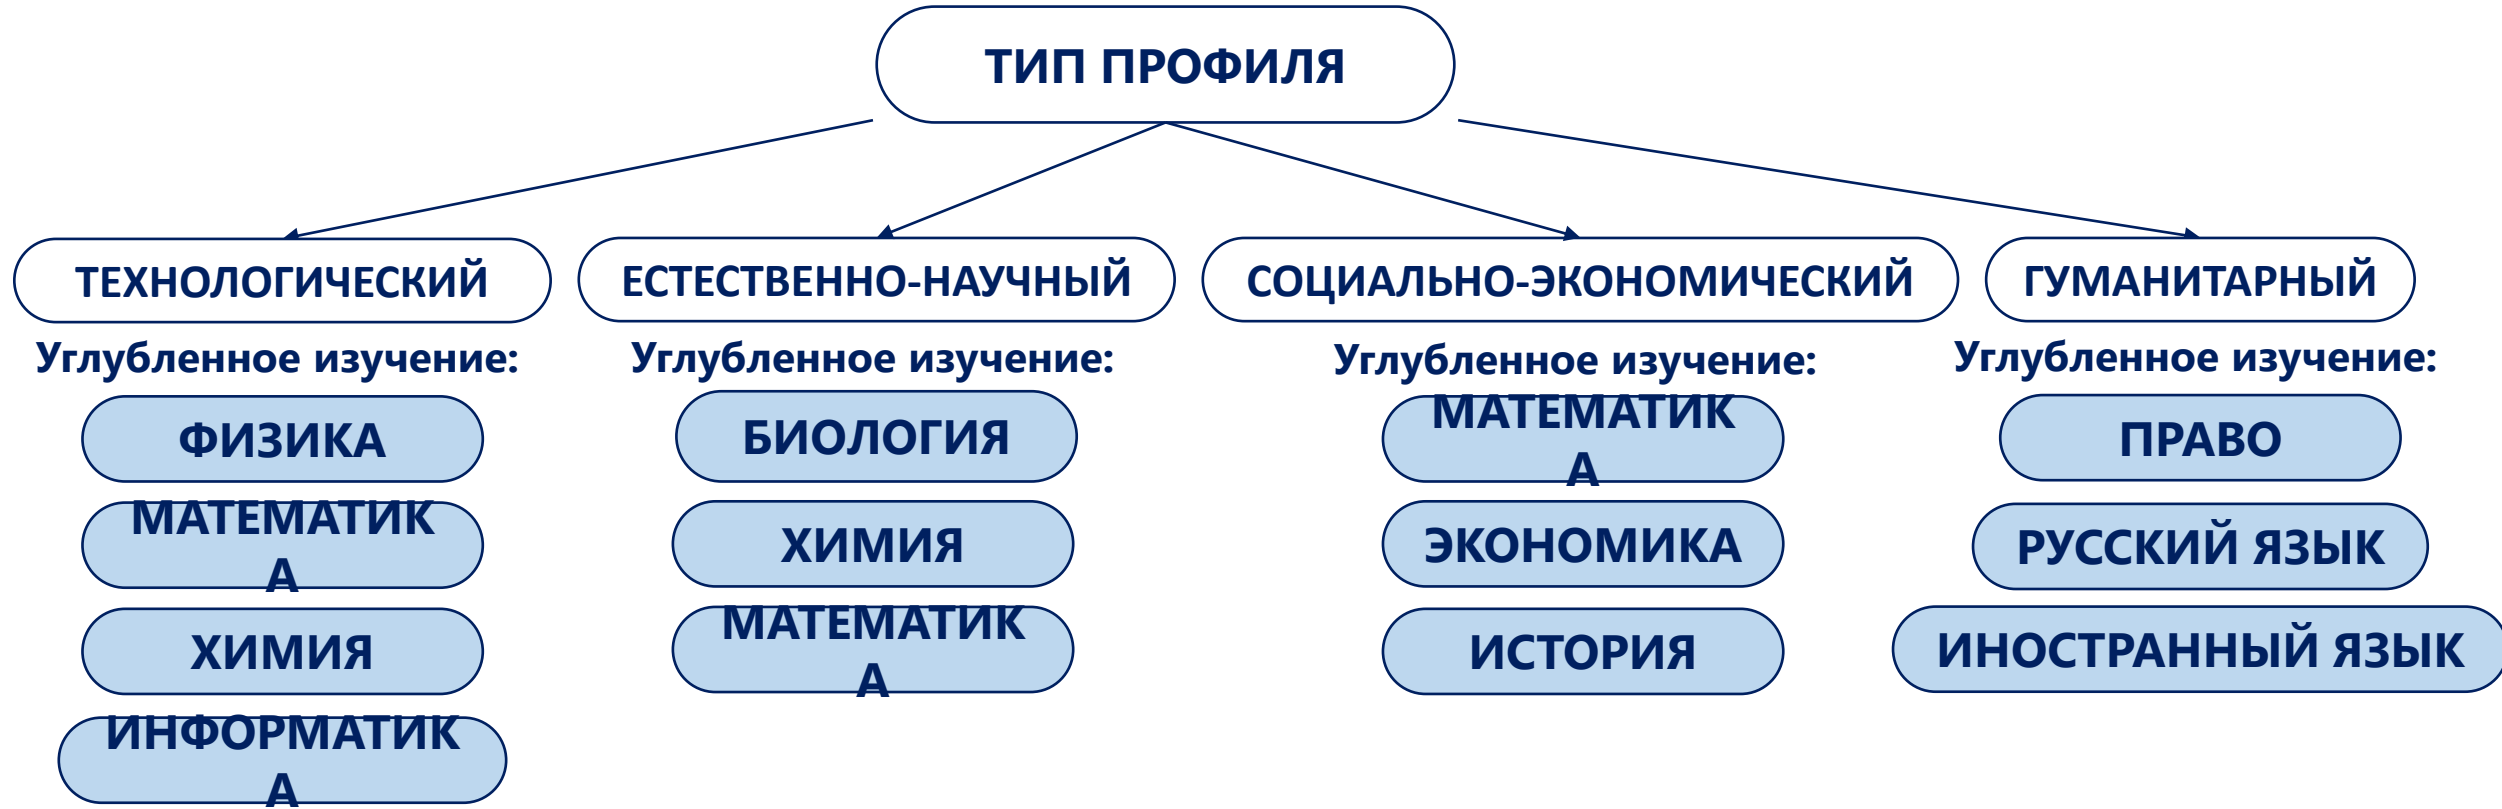 ТИП ПРОФИЛЯ
ТЕХНОЛОГИЧЕСКИЙ
Углубленное изучение:
ФИЗИКА
МАТЕМАТИК
А
ХИМИЯ
ИНФОРМАТИК
А
ЕСТЕСТВЕННО-НАУЧНЫЙ
Углубленное изучение:
БИОЛОГИЯ
ХИМИЯ
МАТЕМАТИК
А
СОЦИАЛЬНО-ЭКОНОМИЧЕСКИЙ
Углубленное изучение:
МАТЕМАТИК
А
ЭКОНОМИКА
ИСТОРИЯ
ГУМАНИТАРНЫЙ
Углубленное изучение:
ПРАВО
РУССКИЙ ЯЗЫК
ИНОСТРАННЫЙ ЯЗЫК